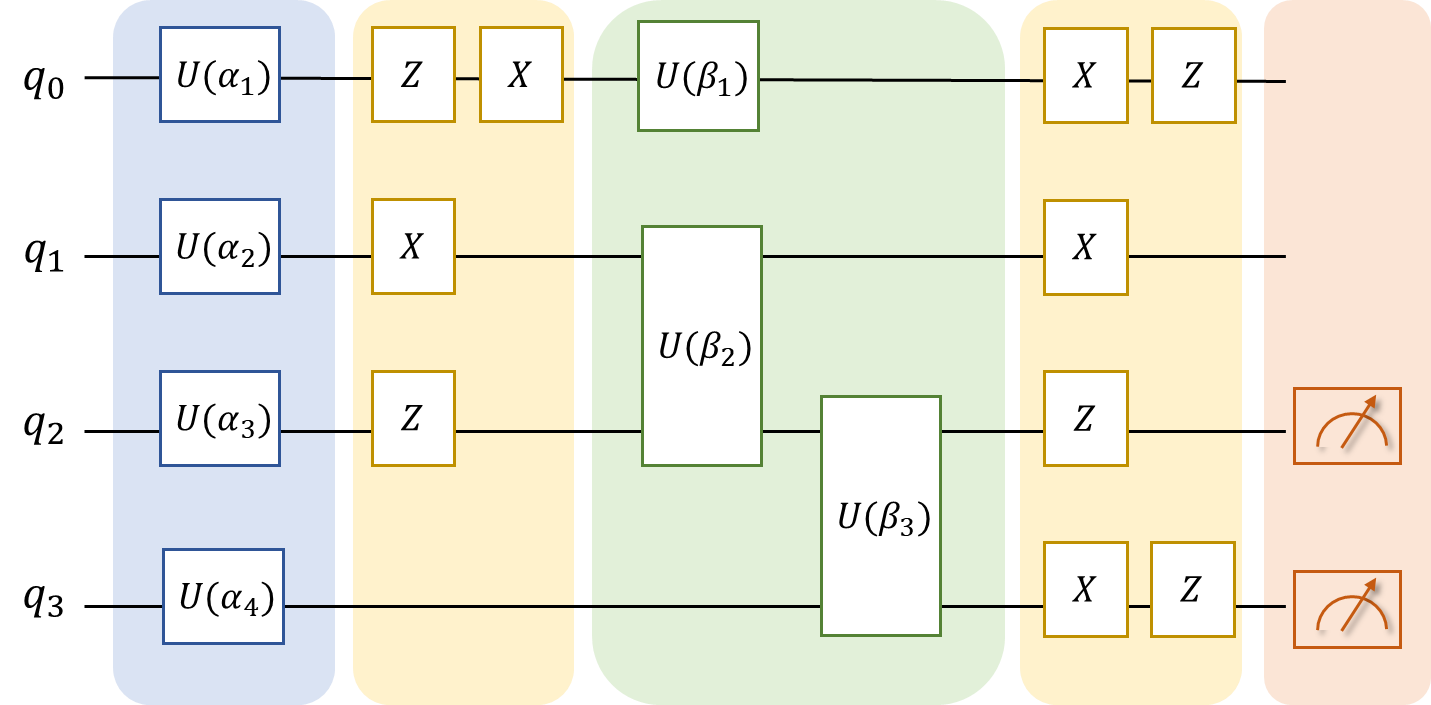 q₀ U(α₁) Z X U(β₁) X Z
q₁ U(α₂) X X
U(β₂)
q₂ U(α₃) Z Z
U(β₃)
q₃ U(α₄) X Z